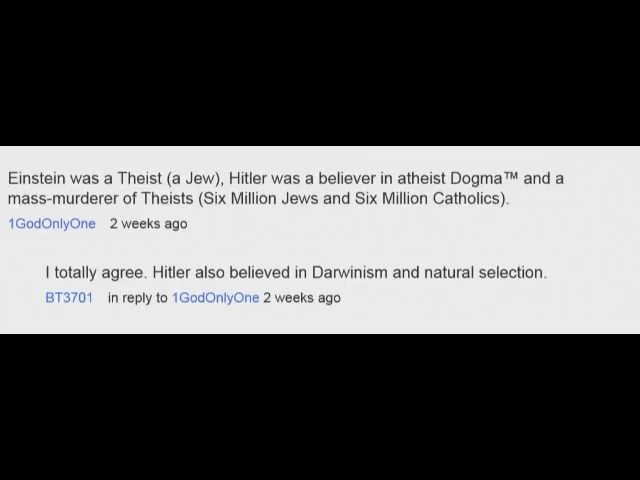 Einstein was a Theist (a Jew), Hitler was a believer in atheist Dogma™ and a
mass-murderer of Theists (Six Million Jews and Six Million Catholics).
1GodOnlyOne 2 weeks ago
I totally agree. Hitler also believed in Darwinism and natural selection.
BT3701 in reply to 1GodOnlyOne 2 weeks ago